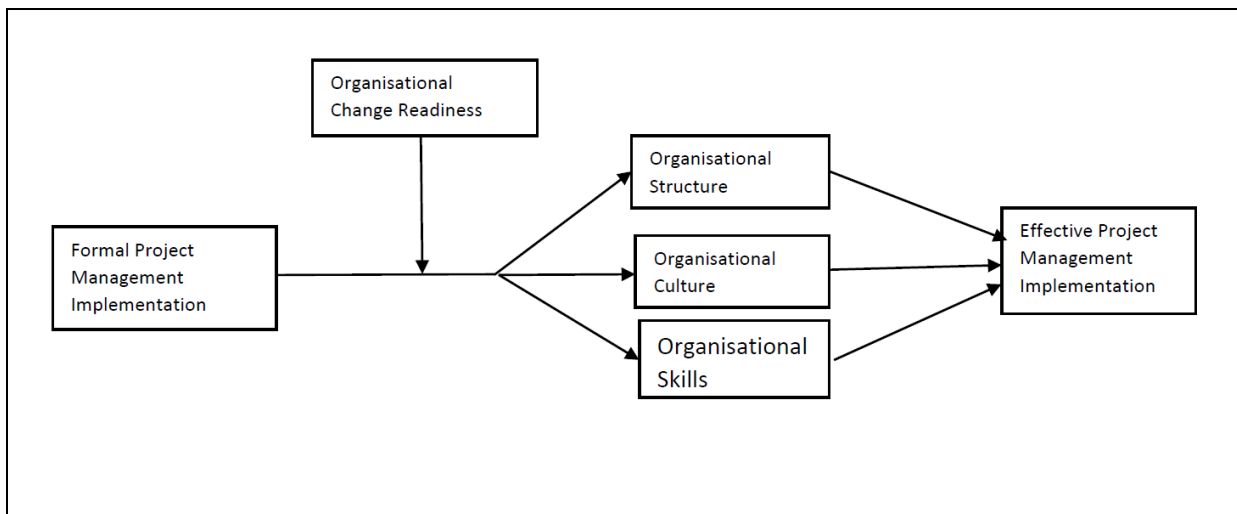 Organisational
Change Readiness
Organisational
Structure
Formal Project
Management
Implementation
Organisational
Culture
Effective Project
Management
Implementation
Organisational
Skills